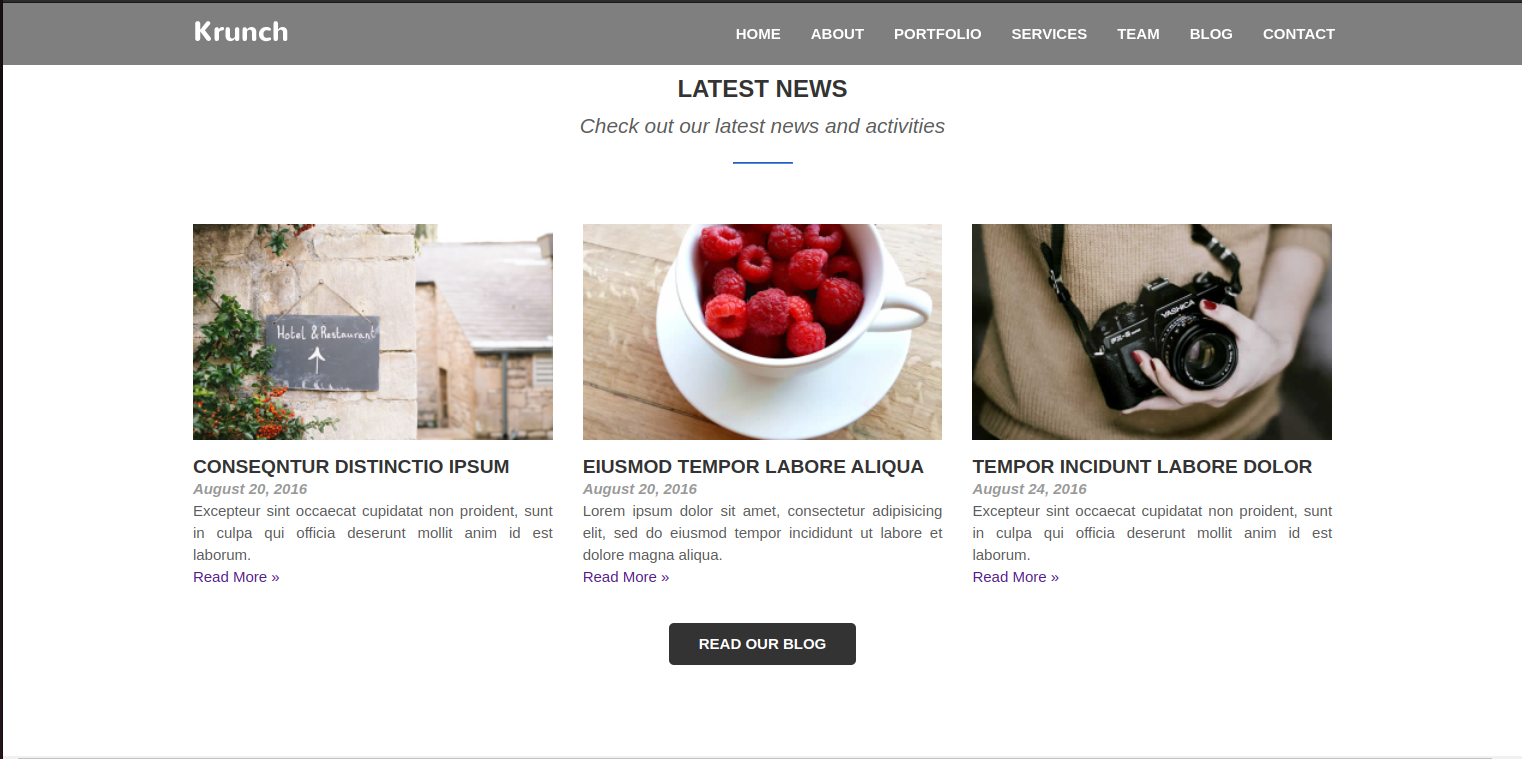 Krunch
HOME ABOUT PORTFOLIO SERVICES TEAM BLOG CONTACT
LATEST NEWS
Check out our latest news and activities
Hotel & Restaurant
YASHICA
CONSEQNTUR DISTINCTIO IPSUM
August 20, 2016
Excepteur sint occaecat cupidatat non proident, sunt
in culpa qui officia deserunt mollit anim id est
laborum.
Read More »
EIUSMOD TEMPOR LABORE ALIQUA
August 20, 2016
Lorem ipsum dolor sit amet, consectetur adipisicing
elit, sed do eiusmod tempor incididunt ut labore et
dolore magna aliqua.
Read More »
TEMPOR INCIDUNT LABORE DOLOR
August 24, 2016
Excepteur sint occaecat cupidatat non proident, sunt
in culpa qui officia deserunt mollit anim id est
laborum.
Read More »
READ OUR BLOG